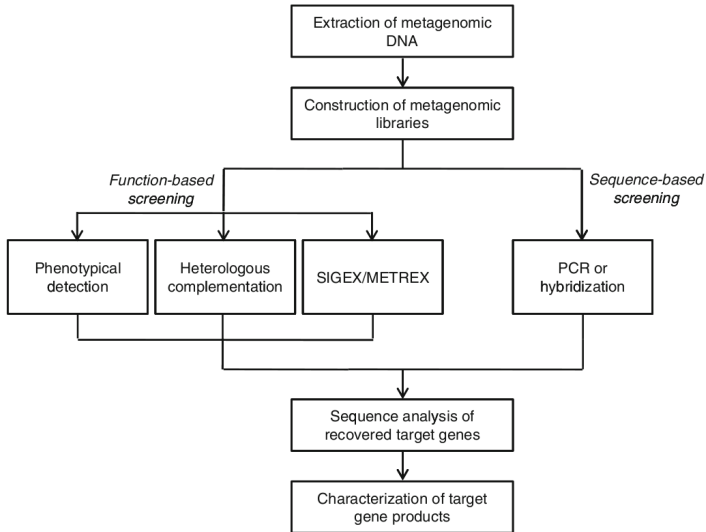 Extraction of metagenomic
DNA
Construction of metagenomic
libraries
Function-based
screening
Sequence-based
screening
Phenotypical
detection
Heterologous
complementation
SIGEX/METREX
PCR or
hybridization
Sequence analysis of
recovered target genes
Characterization of target
gene products